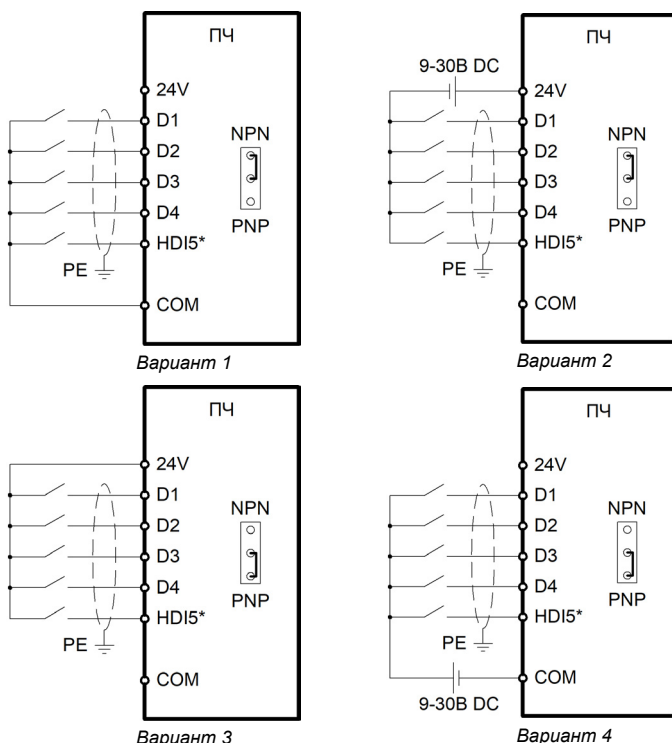 ПЧ
24V
D1
D2
D3
D4
HDI5*
COM
NPN
PNP
PE
Вариант 1
ПЧ
9-30В DC
24V
D1
D2
D3
D4
HDI5*
COM
NPN
PNP
PE
Вариант 2
ПЧ
24V
D1
D2
D3
D4
HDI5*
COM
NPN
PNP
PE
Вариант 3
ПЧ
24V
D1
D2
D3
D4
HDI5*
COM
NPN
PNP
PE
9-30В DC
Вариант 4